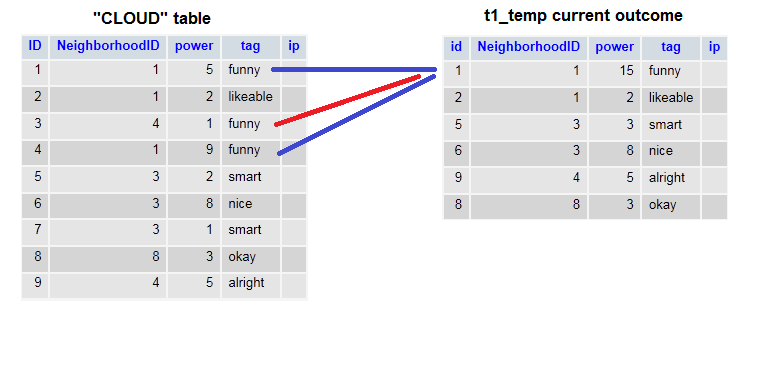 "CLOUD" table
ID NeighborhoodID power tag ip
1 1 5 funny
2 1 2 likeable
3 4 1 funny
4 1 9 funny
5 3 2 smart
6 3 8 nice
7 3 1 smart
8 8 3 okay
9 4 5 alright
t1_temp current outcome
id NeighborhoodID power tag ip
1 1 15 funny
2 1 2 likeable
5 3 3 smart
6 3 8 nice
9 4 5 alright
8 8 3 okay